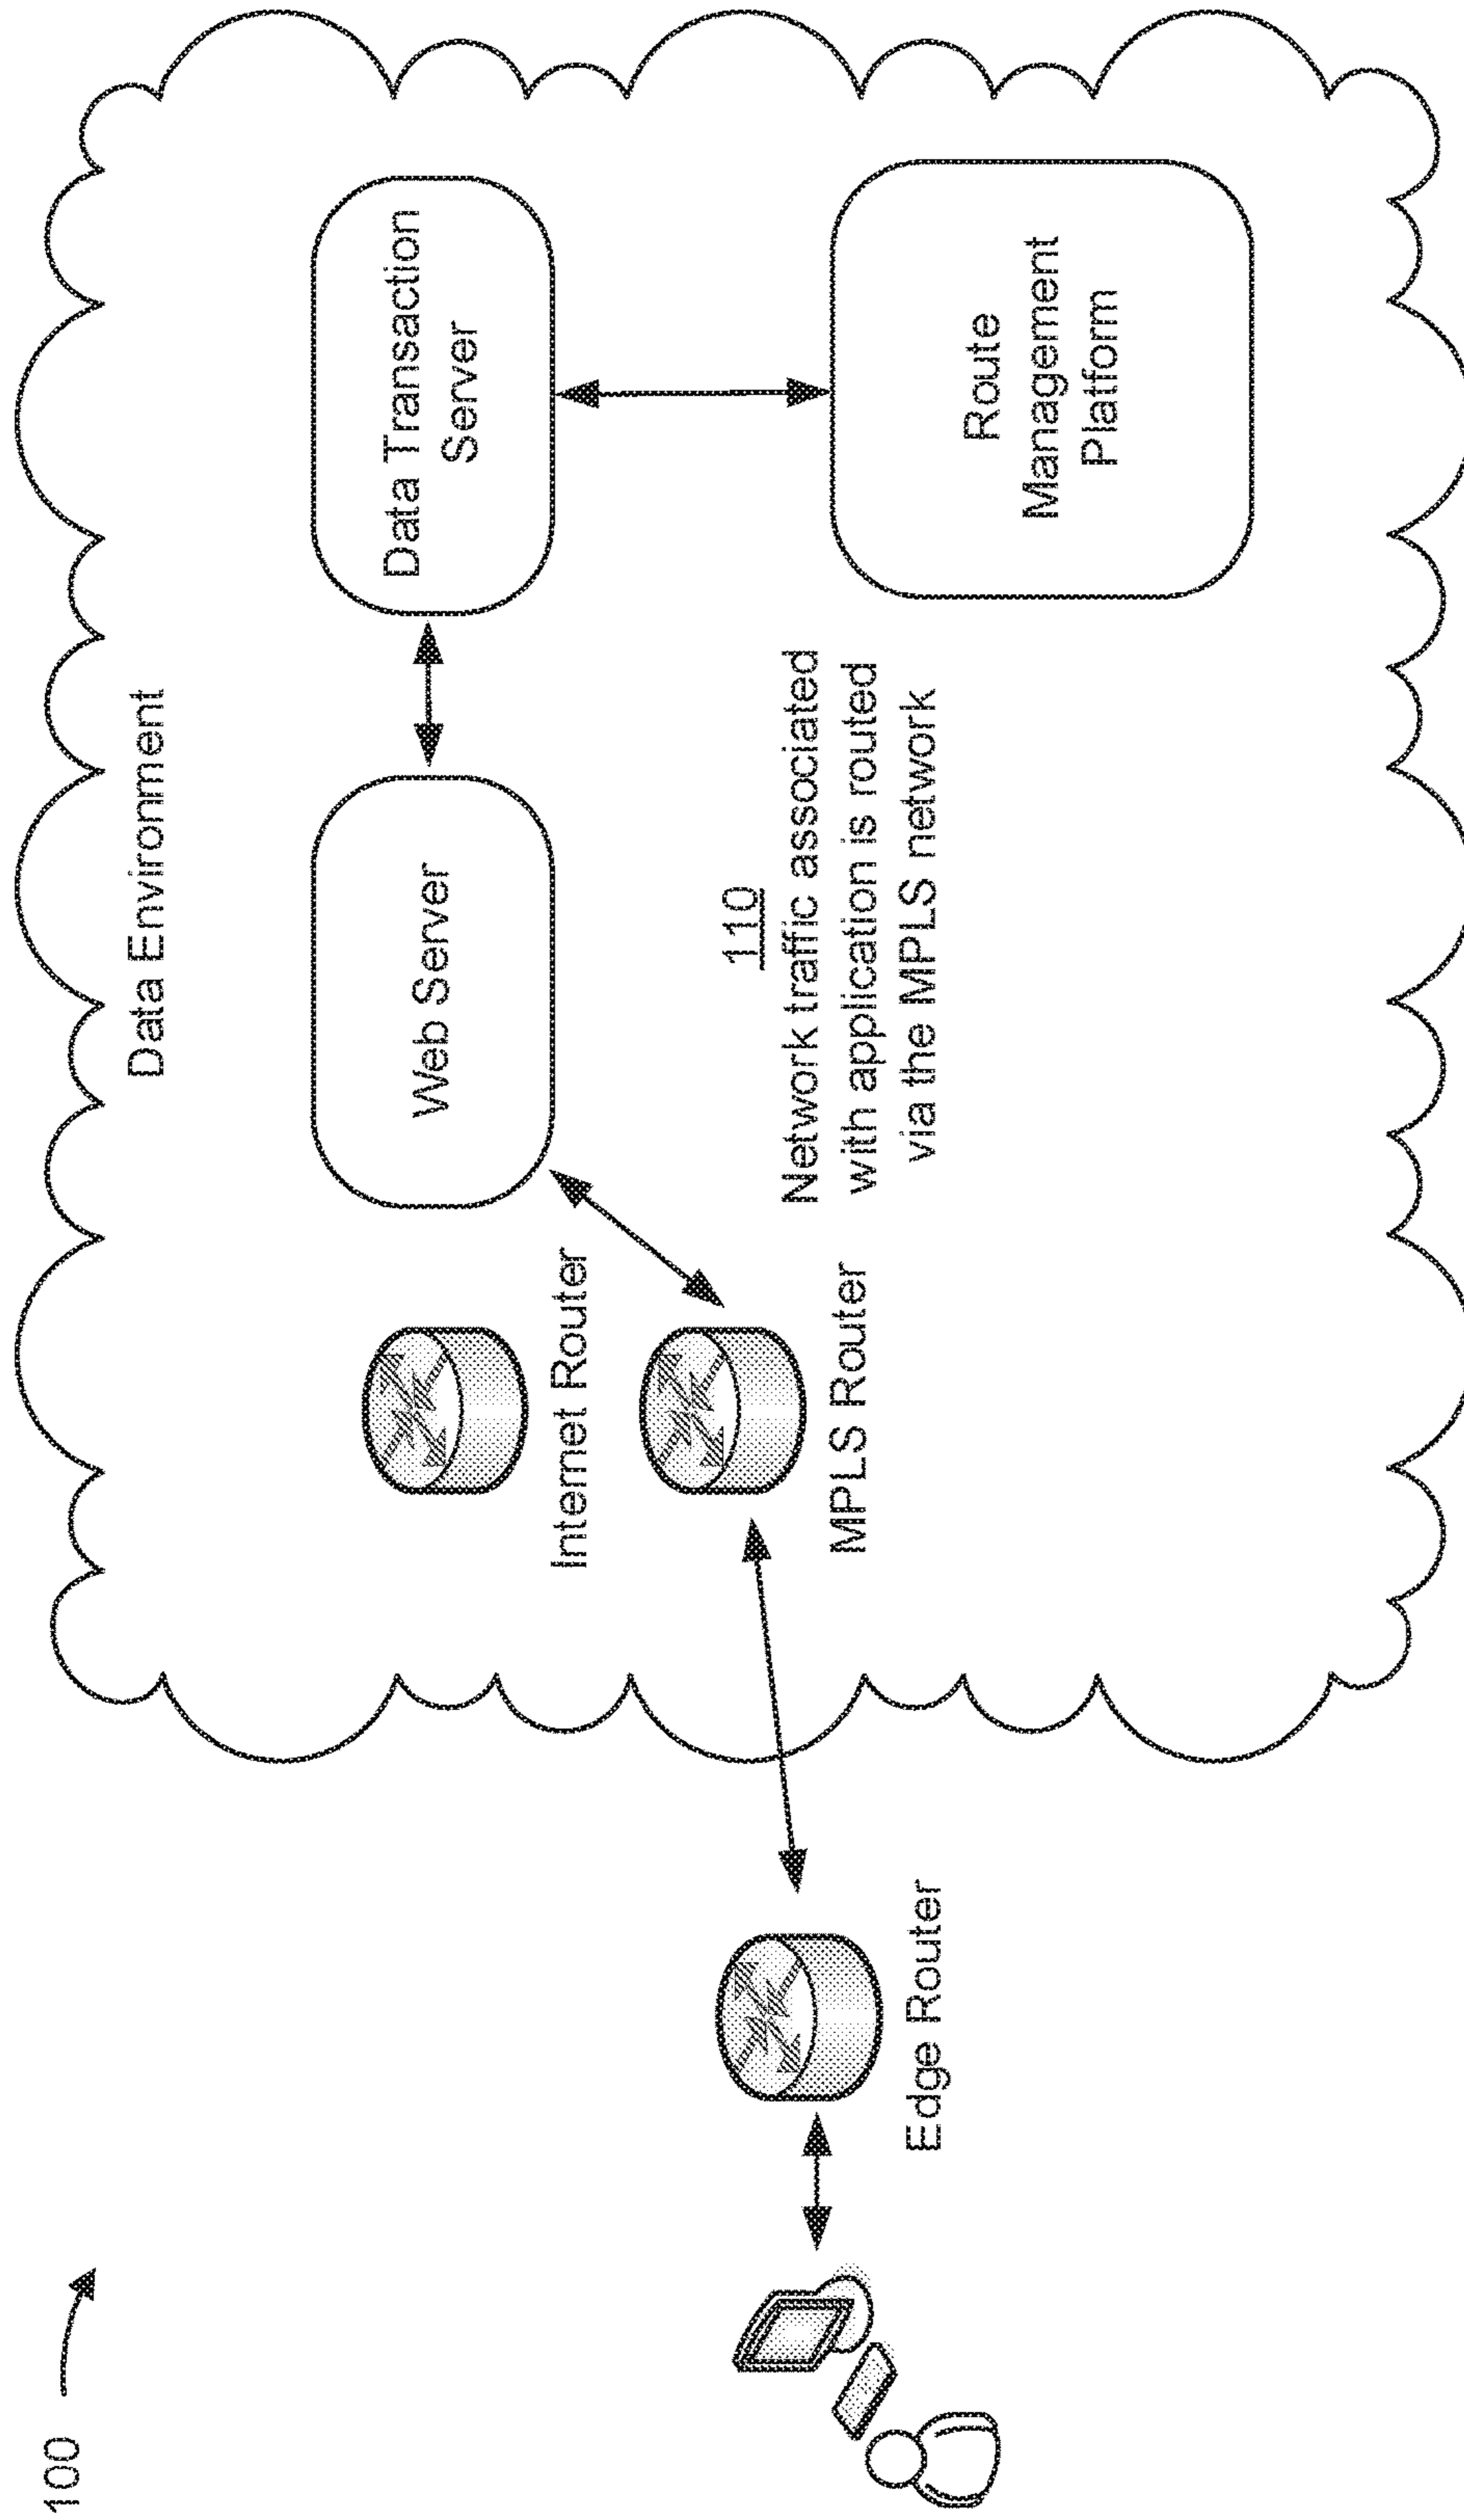 100
Data Environment
Data Transaction
Server
Web Server
Internet Router
MPLS Router
Edge Router
110
Network traffic associated
with application is routed
via the MPLS network
Route
Management
Platform